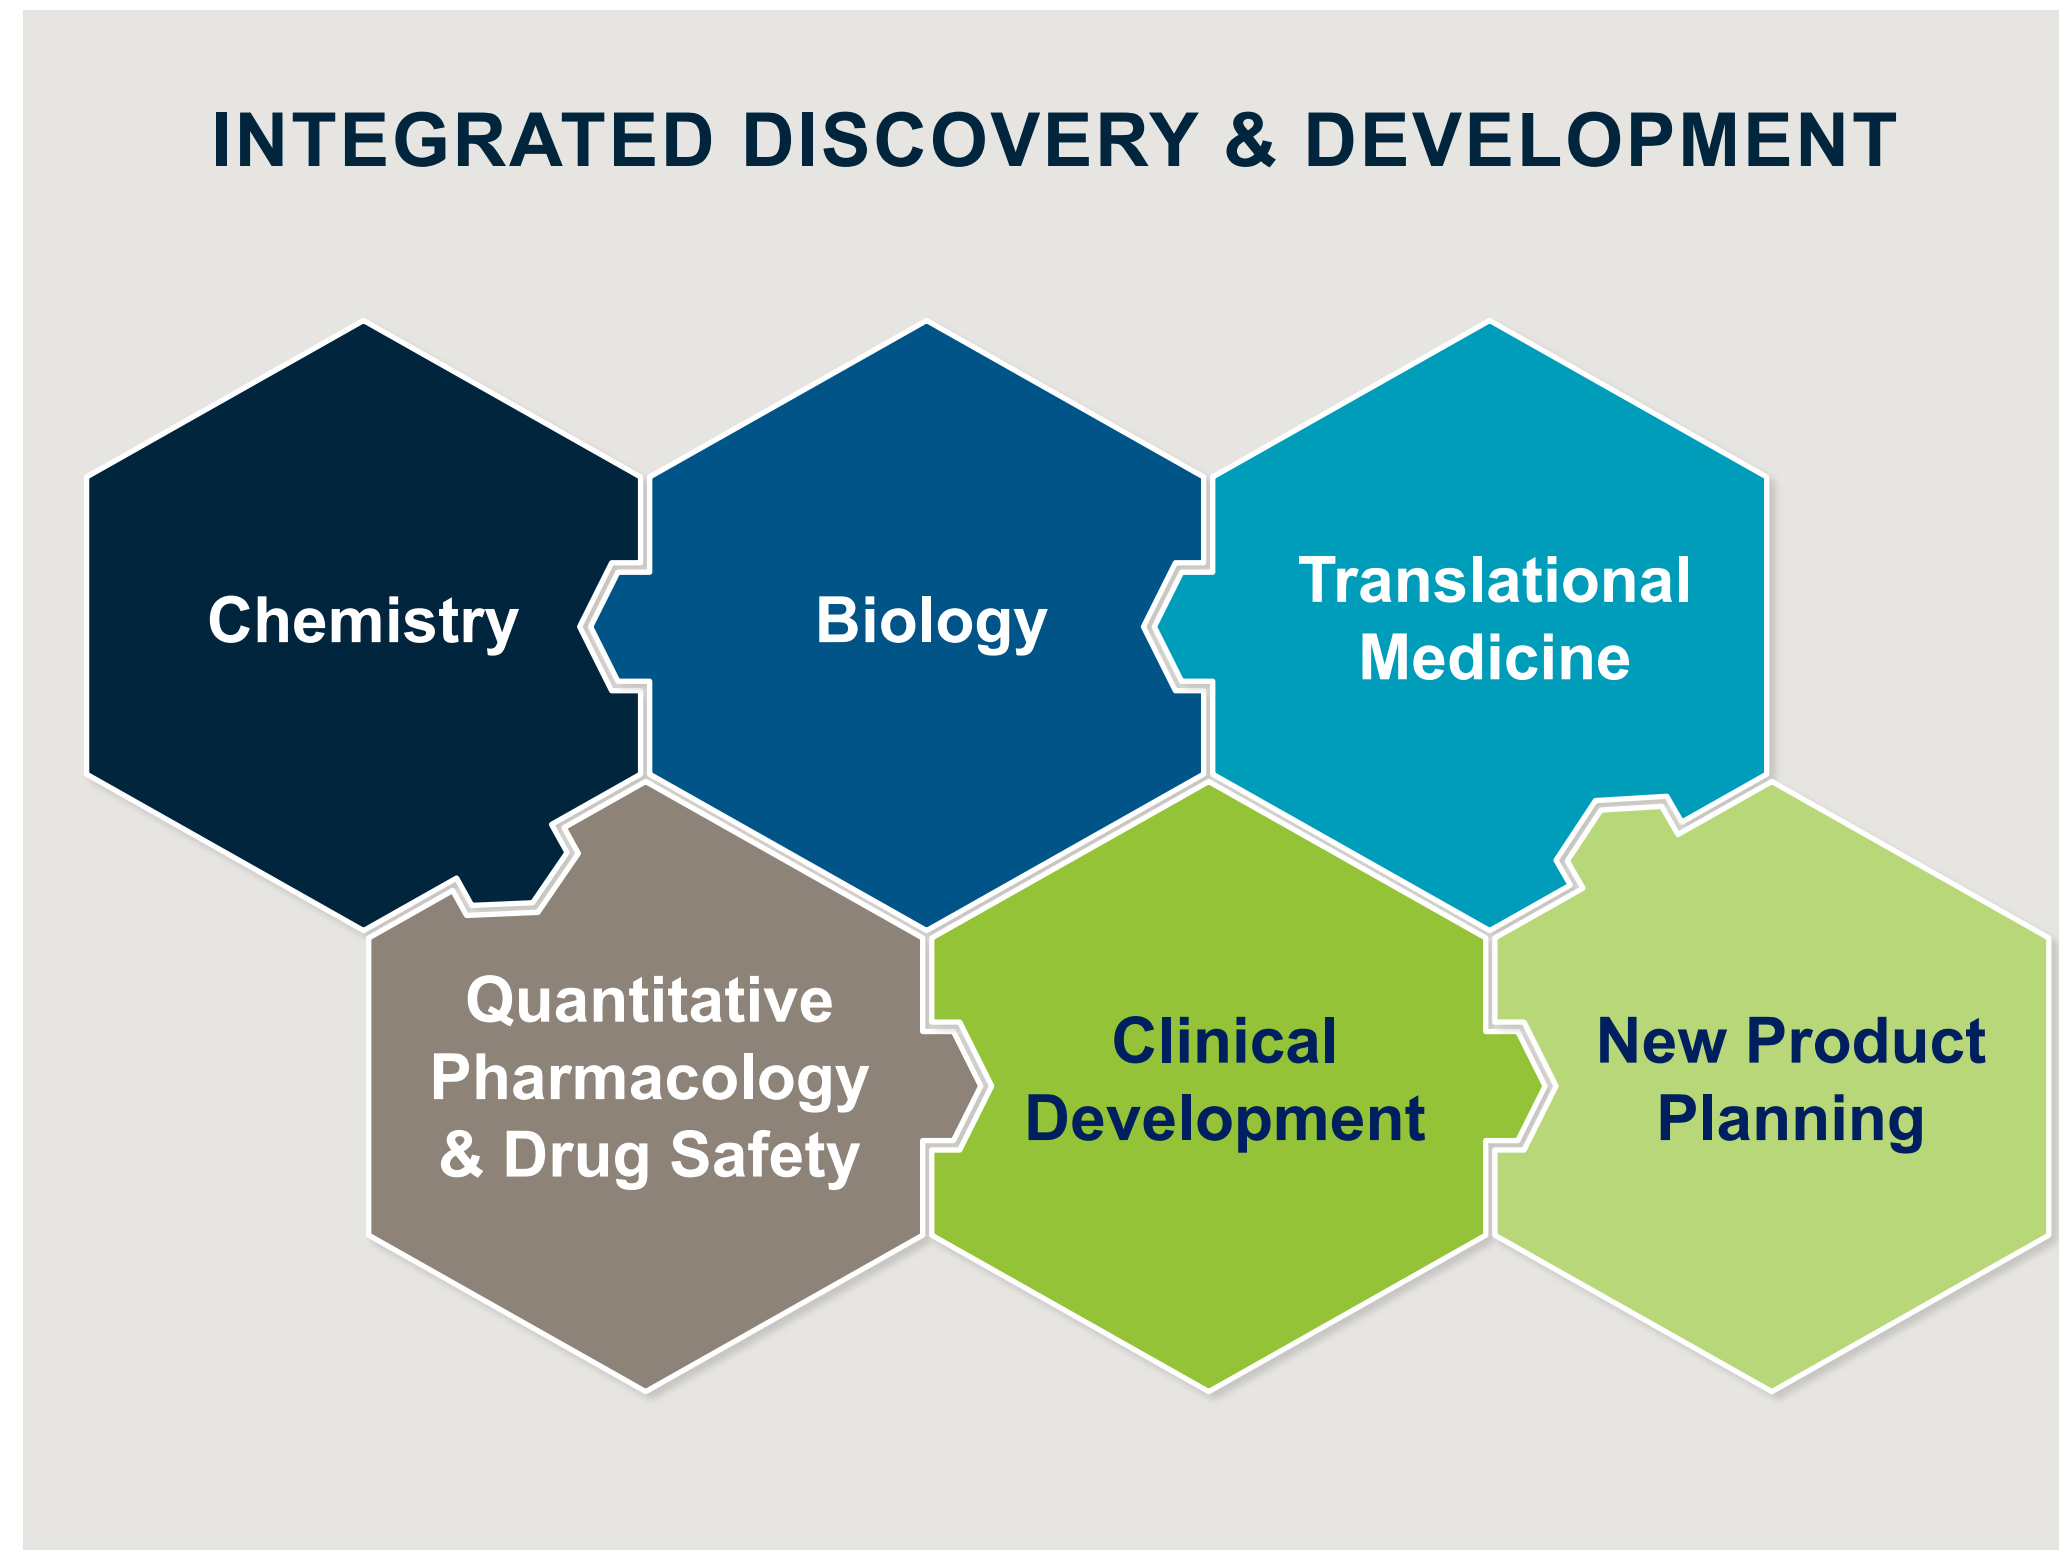 INTEGRATED DISCOVERY & DEVELOPMENT
Chemistry
Biology
Translational
Medicine
Quantitative
Pharmacology
& Drug Safety
Clinical
Development
New Product
Planning